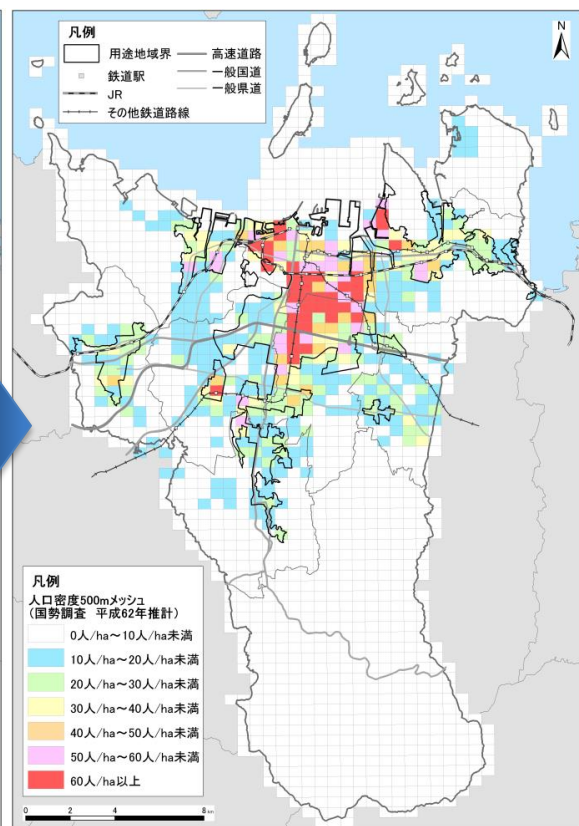 凡例
用途地域界
高速道路
鉄道駅
一般国道
JR
一般県道
その他鉄道路線
N
凡例
人口密度500mメッシュ
(国勢調査 平成62年推計)
0人/ha～10人/ha未満
10人/ha～20人/ha未満
20人/ha～30人/ha未満
30人/ha～40人/ha未満
40人/ha～50人/ha未満
50人/ha～60人/ha未満
60人/ha以上
0 2 4 8 km